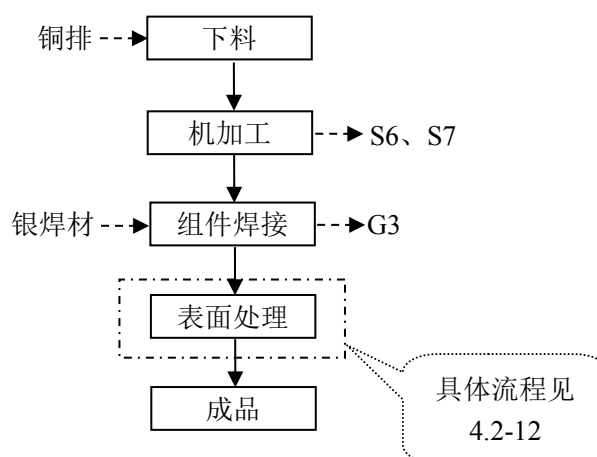 铜排
下料
机加工
S6、S7
银焊材
组件焊接
G3
表面处理
具体流程见
4.2-12
成品